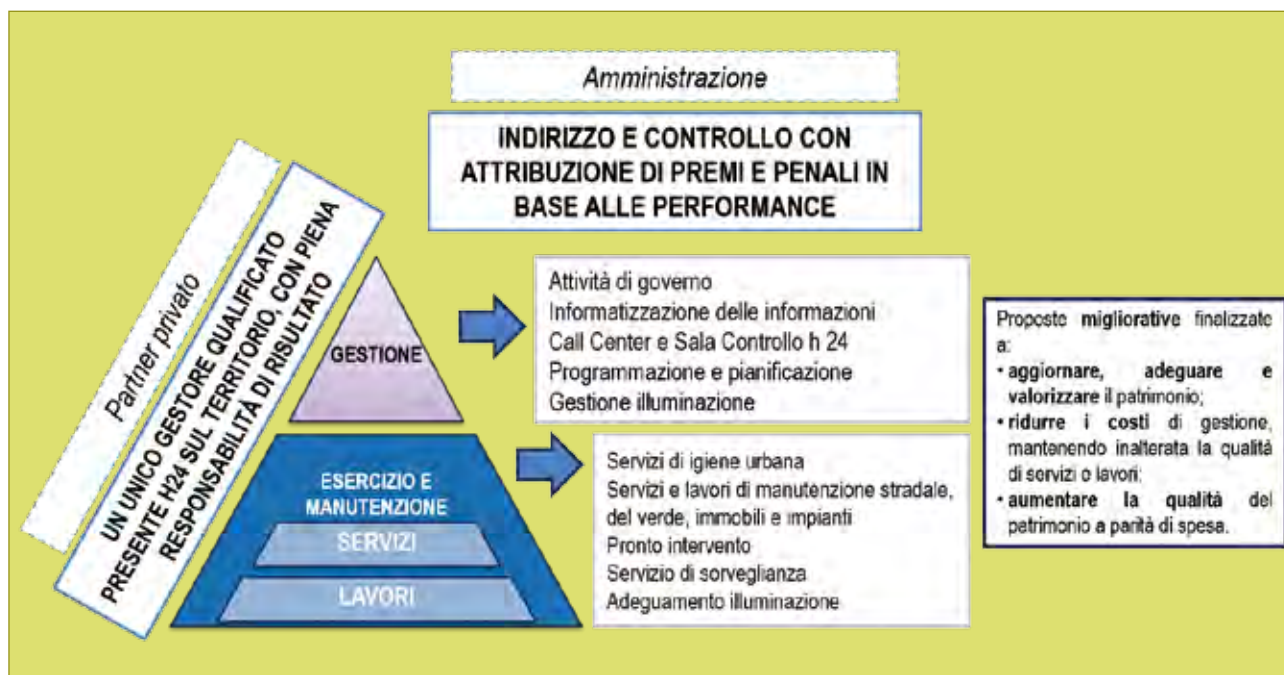 Amministrazione
INDIRIZZO E CONTROLLO CON
ATTRIBUZIONE DI PREMI E PENALI IN
BASE ALLE PERFORMANCE
Partner privato
UN UNICO GESTORE QUALIFICATO
PRESENTE H24 SUL TERRITORIO, CON PIENA
RESPONSABILITÀ DI RISULTATO
GESTIONE
Attività di governo
Informatizzazione delle informazioni
Call Center e Sala Controllo h 24
Programmazione e pianificazione
Gestione illuminazione
ESERCIZIO E
MANUTENZIONE
SERVIZI
LAVORI
Servizi di igiene urbana
Servizi e lavori di manutenzione stradale,
del verde, immobili e impianti
Pronto intervento
Servizio di sorveglianza
Adeguamento illuminazione
Proposte migliorative finalizzate
a:
• aggiornare, adeguare e
valorizzare il patrimonio;
• ridurre i costi di gestione,
mantenendo inalterata la qualità
di servizi o lavori;
• aumentare la qualità del
patrimonio a parità di spesa.